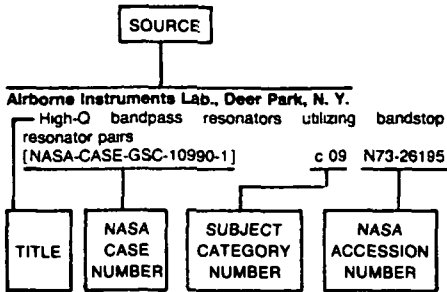 SOURCE
Airborne Instruments Lab., Deer Park, N. Y.
High-Q bandpass resonators utilizing bandstop
resonator pairs
[NASA-CASE-GSC-10990-1] c 09 N73-26195
TITLE
NASA
CASE
NUMBER
SUBJECT
CATEGORY
NUMBER
NASA
ACCESSION
NUMBER